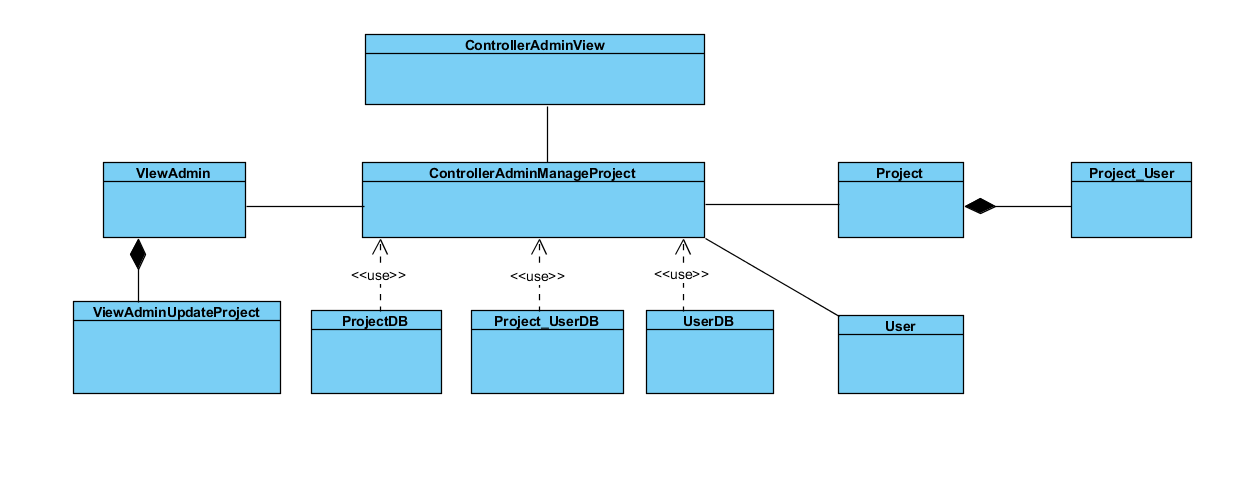 ControllerAdminView
VIewAdmin
ControllerAdminManageProject
Project
Project_User
<<use>>
<<use>>
<<use>>
ViewAdminUpdateProject
ProjectDB
Project_UserDB
UserDB
User